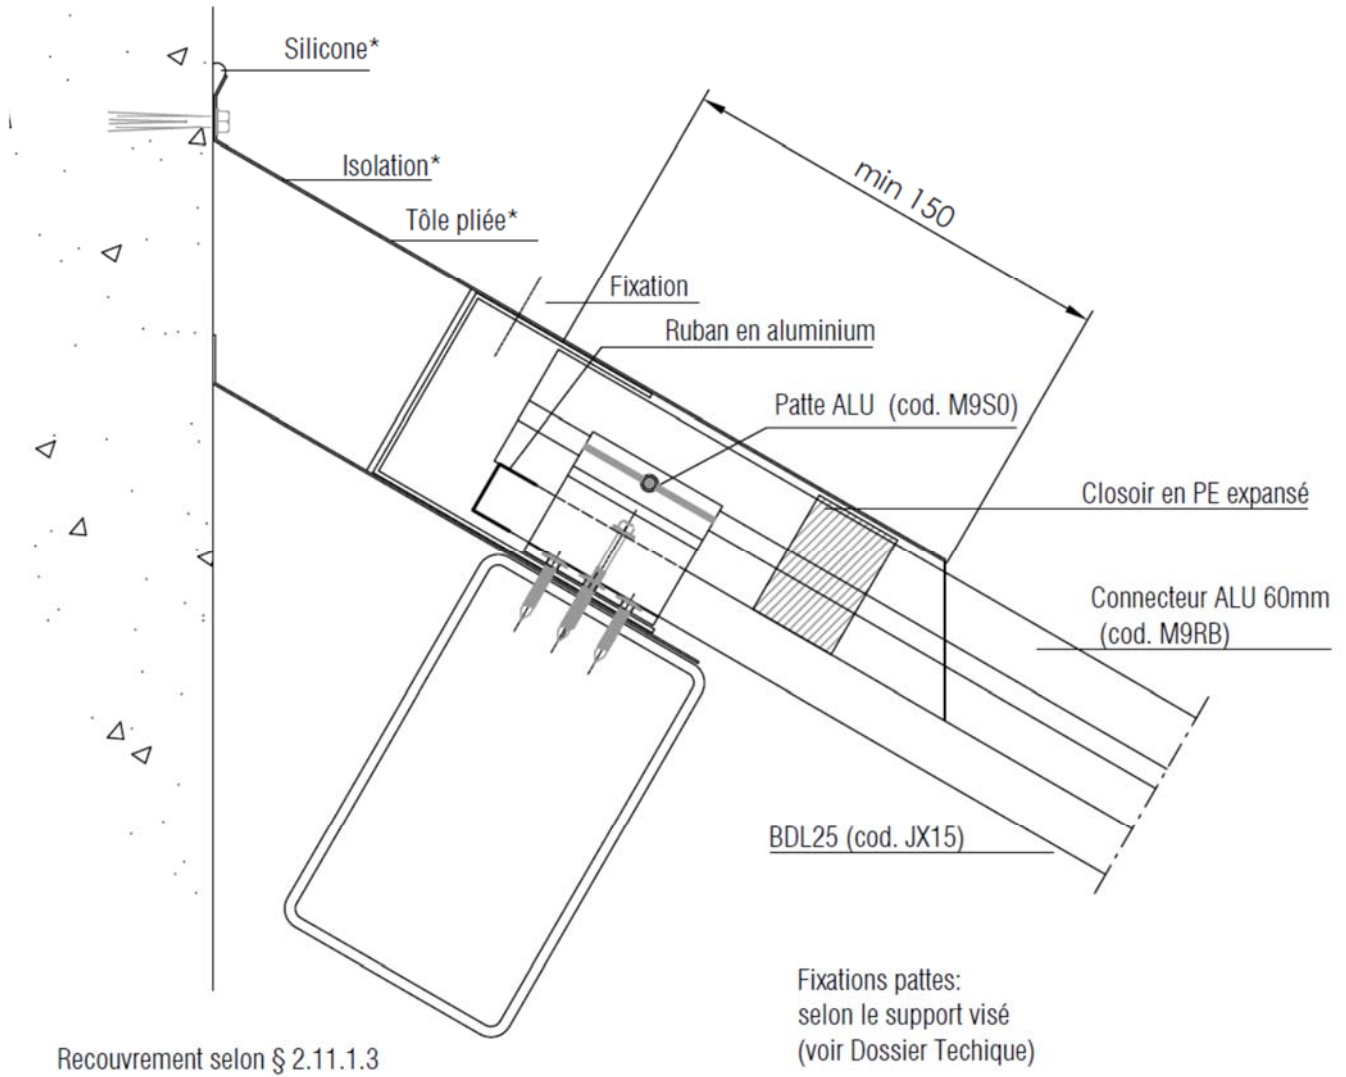 Silicone*
Isolation*
Tôle pliée*
min 150
Fixation
Ruban en aluminium
Patte ALU (cod. M9S0)
Closoir en PE expansé
Connecteur ALU 60mm
(cod. M9RB)
BDL25 (cod. JX15)
Fixations pattes:
selon le support visé
(voir Dossier Techique)
Recouvrement selon § 2.11.1.3